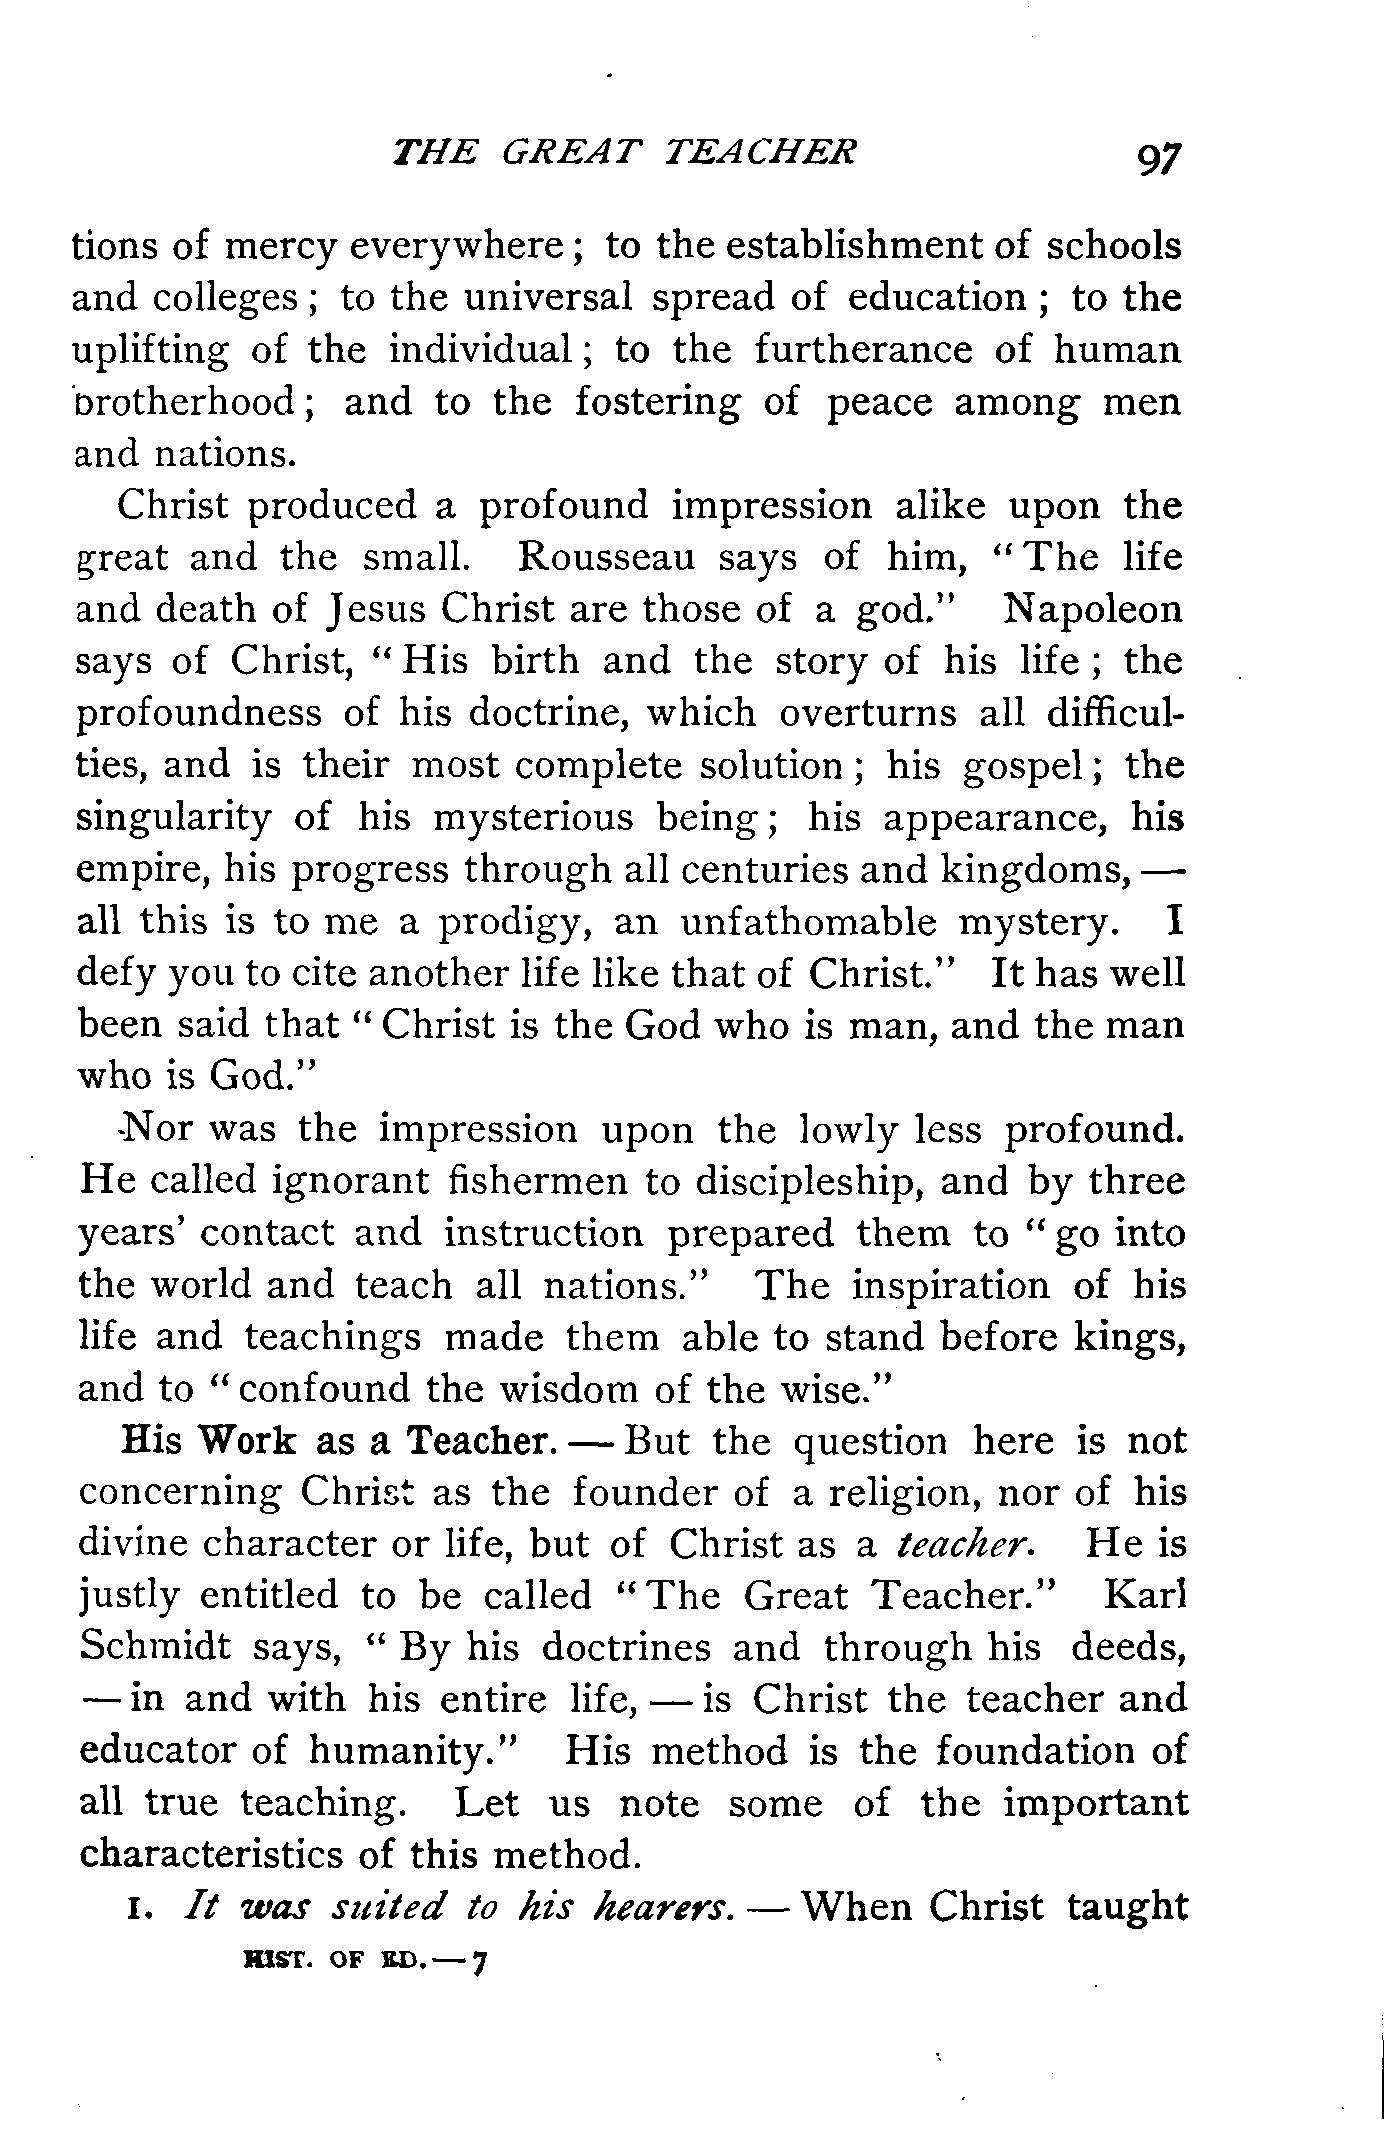 THE GREAT TEACHER 97
tions of mercy everywhere; to the establishment of schools
and colleges; to the universal spread of education; to the
uplifting of the individual; to the furtherance of human
brotherhood; and to the fostering of peace among men
and nations.
Christ produced a profound impression alike upon the
great and the small. Rousseau says of him, "The life
and death of Jesus Christ are those of a god." Napoleon
says of Christ, "His birth and the story of his life; the
profoundness of his doctrine, which overturns all difficul-
ties, and is their most complete solution; his gospel; the
singularity of his mysterious being; his appearance, his
empire, his progress through all centuries and kingdoms, —
all this is to me a prodigy, an unfathomable mystery. I
defy you to cite another life like that of Christ." It has well
been said that "Christ is the God who is man, and the man
who is God."
Nor was the impression upon the lowly less profound.
He called ignorant fishermen to discipleship, and by three
years' contact and instruction prepared them to "go into
the world and teach all nations." The inspiration of his
life and teachings made them able to stand before kings,
and to "confound the wisdom of the wise."
His Work as a Teacher. — But the question here is not
concerning Christ as the founder of a religion, nor of his
divine character or life, but of Christ as a teacher. He is
justly entitled to be called "The Great Teacher." Karl
Schmidt says, "By his doctrines and through his deeds,
— in and with his entire life, — is Christ the teacher and
educator of humanity." His method is the foundation of
all true teaching. Let us note some of the important
characteristics of this method.
1. It was suited to his hearers. — When Christ taught
HIST. OF ED. — 7